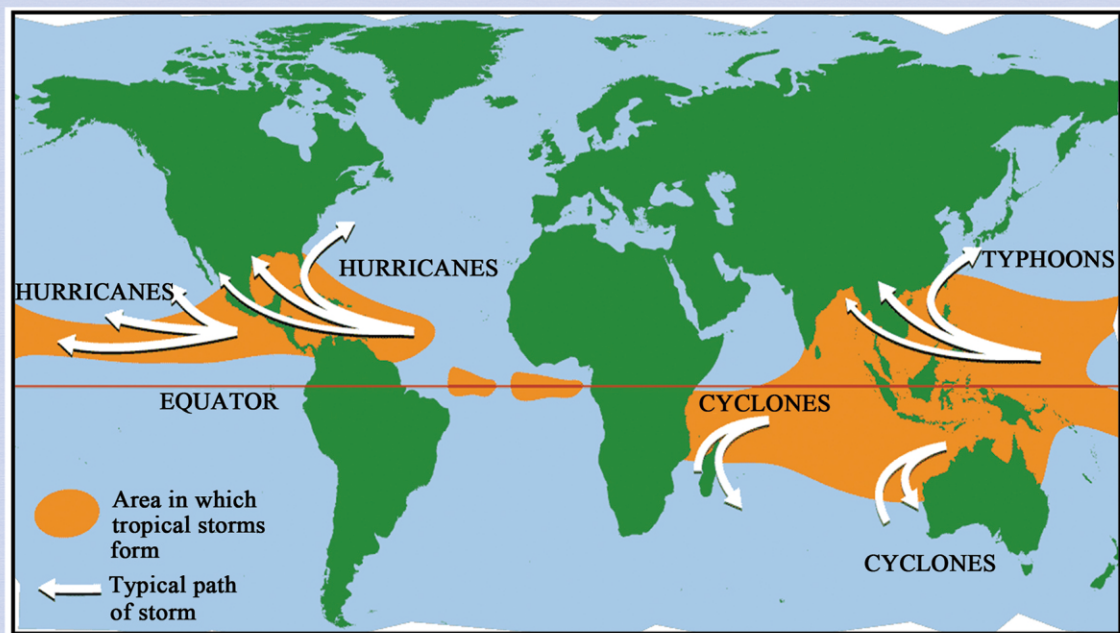 HURRICANES
TYPHOONS
HURRICANES
EQUATOR
CYCLONES
Area in which
tropical storms
form
CYCLONES
Typical path
of storm